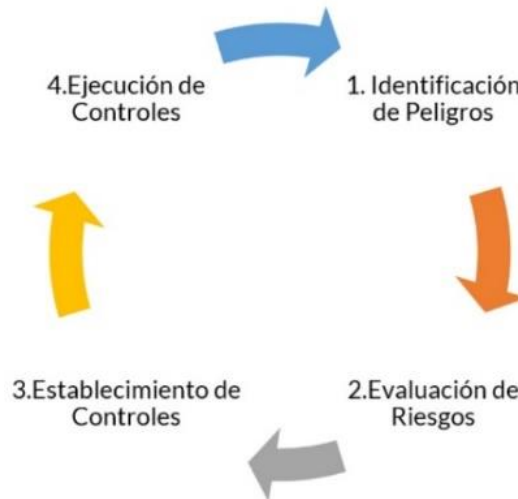 4.Ejecución de
Controles
1. Identificación
de Peligros
3.Establecimiento de
Controles
2.Evaluación de
Riesgos